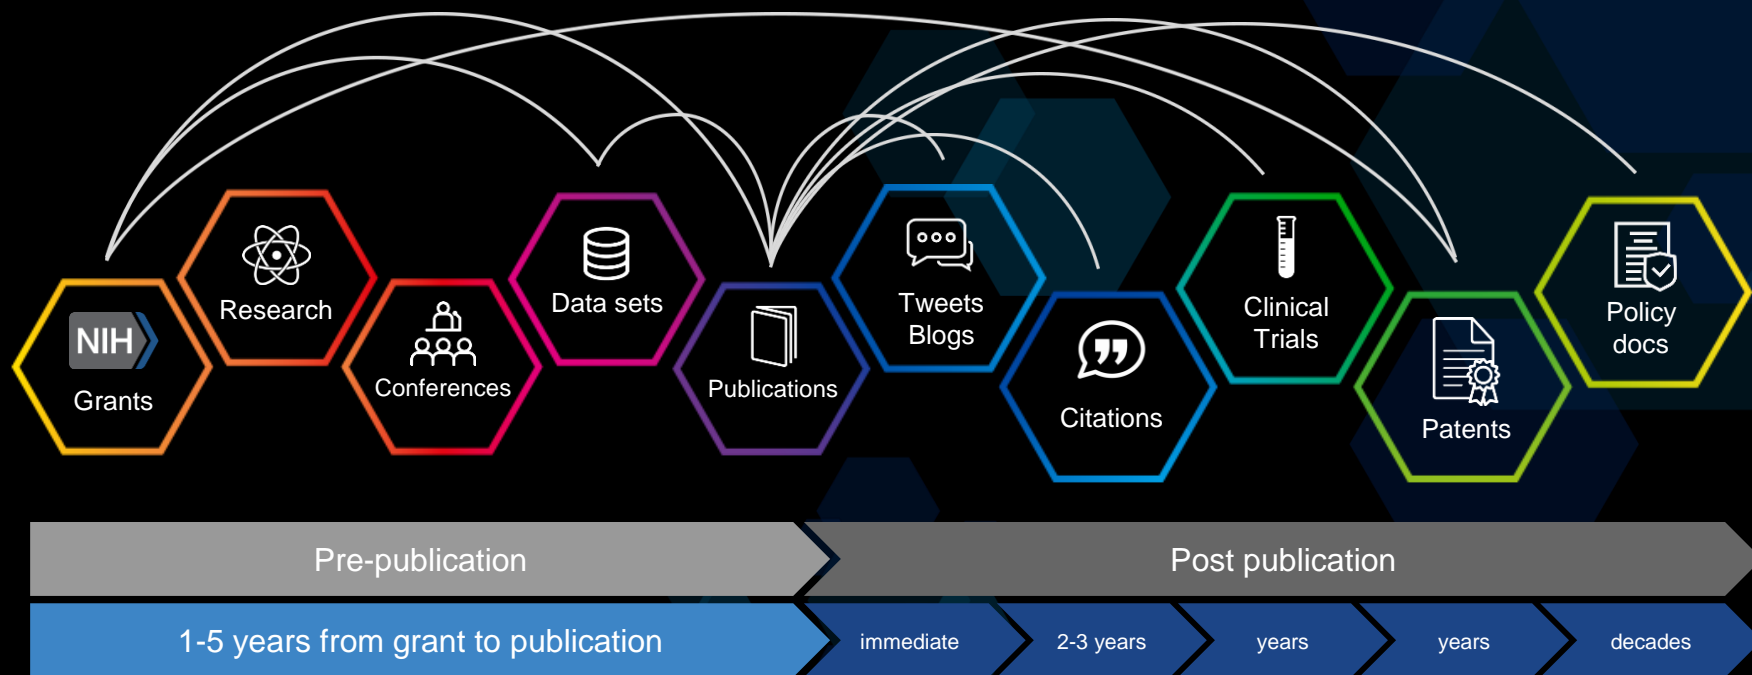 NIH
Grants
Research
Conferences
Data sets
Publications
Tweets
Blogs
Citations
Clinical
Trials
Patents
Policy
docs
Pre-publication
Post publication
1-5 years from grant to publication
immediate
2-3 years
years
years
decades